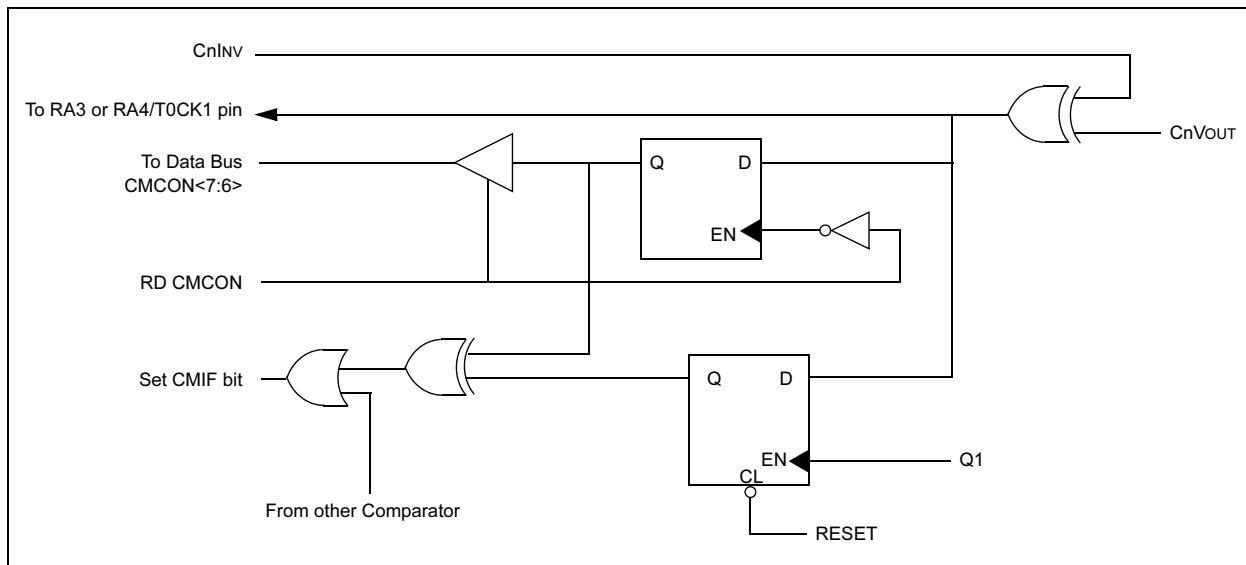 CnINV
To RA3 or RA4/T0CK1 pin
CnVOUT
To Data Bus
CMCON<7:6>
Q
D
EN
RD CMCON
Set CMIF bit
Q
D
EN
Q1
CL
From other Comparator
RESET